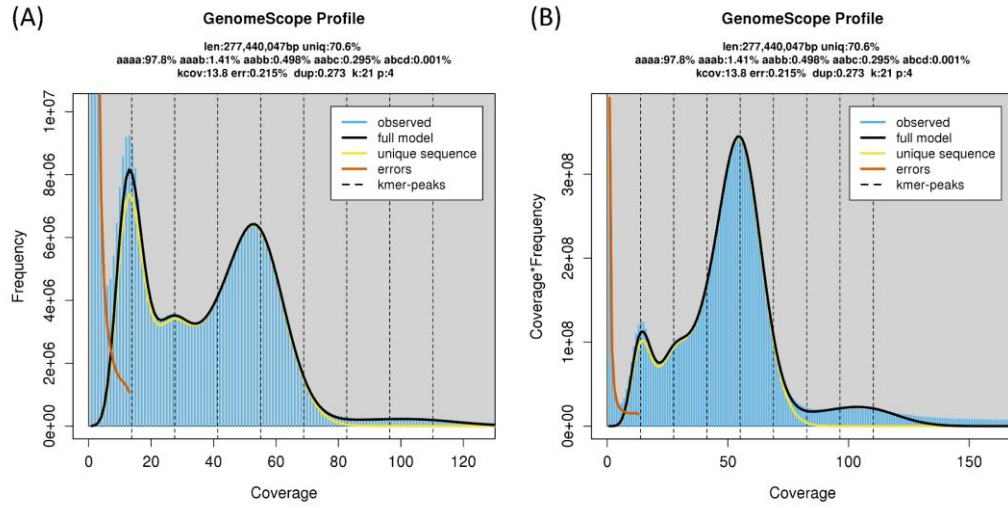 (A)
GenomeScope Profile
len:277,440,047bp uniq:70.6%
aaaa:97.8% aaab:1.41% aabb:0.498% aabc:0.295% abcd:0.001%
kcov:13.8 err:0.215% dup:0.273 k:21 p:4
observed
full model
unique sequence
errors
kmer-peaks
Frequency
1e+07
8e+06
6e+06
4e+06
2e+06
0e+00
0 20 40 60 80 100 120
Coverage
(B)
GenomeScope Profile
len:277,440,047bp uniq:70.6%
aaaa:97.8% aaab:1.41% aabb:0.498% aabc:0.295% abcd:0.001%
kcov:13.8 err:0.215% dup:0.273 k:21 p:4
observed
full model
unique sequence
errors
kmer-peaks
Coverage*Frequency
3e+08
2e+08
1e+08
0e+00
0 50 100 150
Coverage